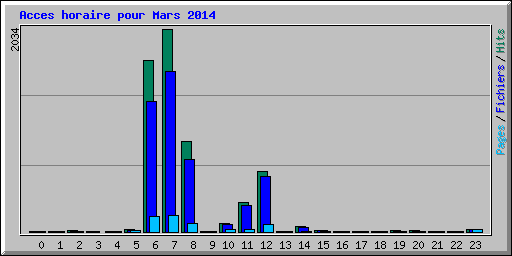 Acces horaire pour Mars 2014
2034
Pages / Fichiers / Hits
0 1 2 3 4 5 6 7 8 9 10 11 12 13 14 15 16 17 18 19 20 21 22 23